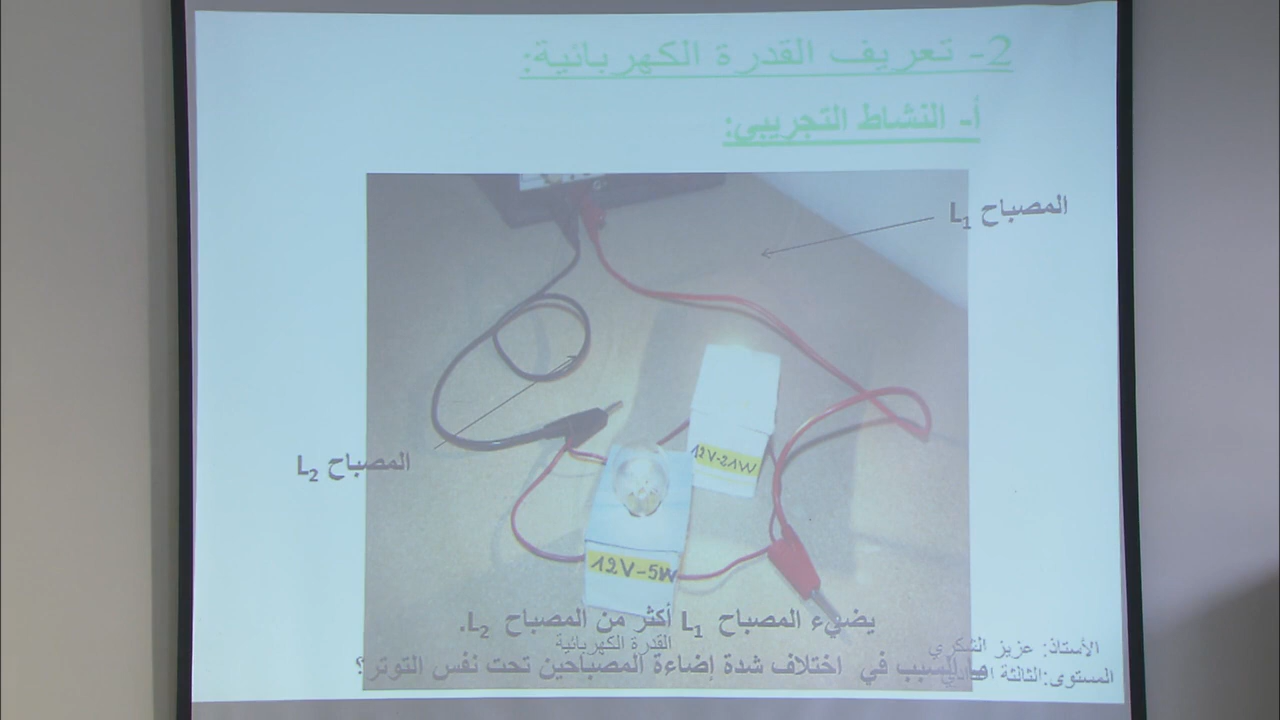 2- تعريف القدرة الكهربائية:
أ- النشاط التجريبي:
المصباح L1
المصباح L2
12V-21W
12V-5W
يضيء المصباح L1 أكثر من المصباح L2.
القدرة الكهربائية
الأستاذ: عزيز الشكري
السبب في اختلاف شدة إضاءة المصباحين تحت نفس التوتر؟
المستوى: الثالثة